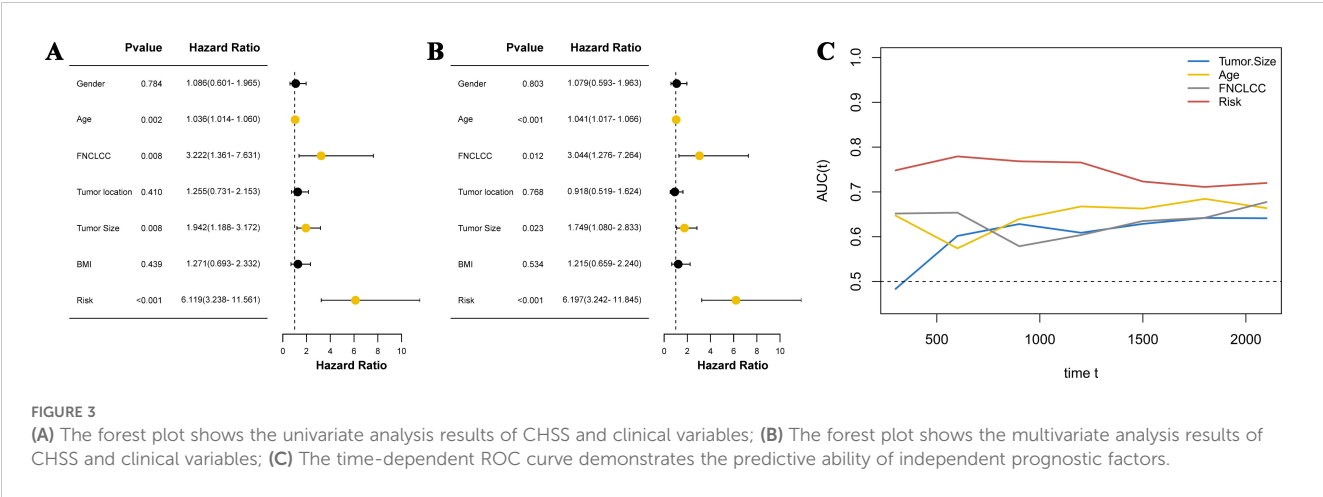 A
Pvalue Hazard Ratio
Gender 0.784 1.086(0.601- 1.965)
Age 0.002 1.036(1.014- 1.060)
FNCLCC 0.008 3.222(1.361- 7.631)
Tumor location 0.410 1.255(0.731- 2.153)
Tumor Size 0.008 1.942(1.188- 3.172)
BMI 0.439 1.271(0.693- 2.332)
Risk <0.001 6.119(3.238- 11.561)
0 2 4 6 8 10
Hazard Ratio
B
Pvalue Hazard Ratio
Gender 0.803 1.079(0.593- 1.963)
Age <0.001 1.041(1.017- 1.066)
FNCLCC 0.012 3.044(1.276- 7.264)
Tumor location 0.768 0.918(0.519- 1.624)
Tumor Size 0.023 1.749(1.080- 2.833)
BMI 0.534 1.215(0.659- 2.240)
Risk <0.001 6.197(3.242- 11.845)
0 2 4 6 8 10
Hazard Ratio
C
Tumor.Size
Age
FNCLCC
Risk
1.0
0.9
0.8
0.7
0.6
0.5
AUC(t)
500 1000 1500 2000
time t
FIGURE 3
(A) The forest plot shows the univariate analysis results of CHSS and clinical variables; (B) The forest plot shows the multivariate analysis results of
CHSS and clinical variables; (C) The time-dependent ROC curve demonstrates the predictive ability of independent prognostic factors.